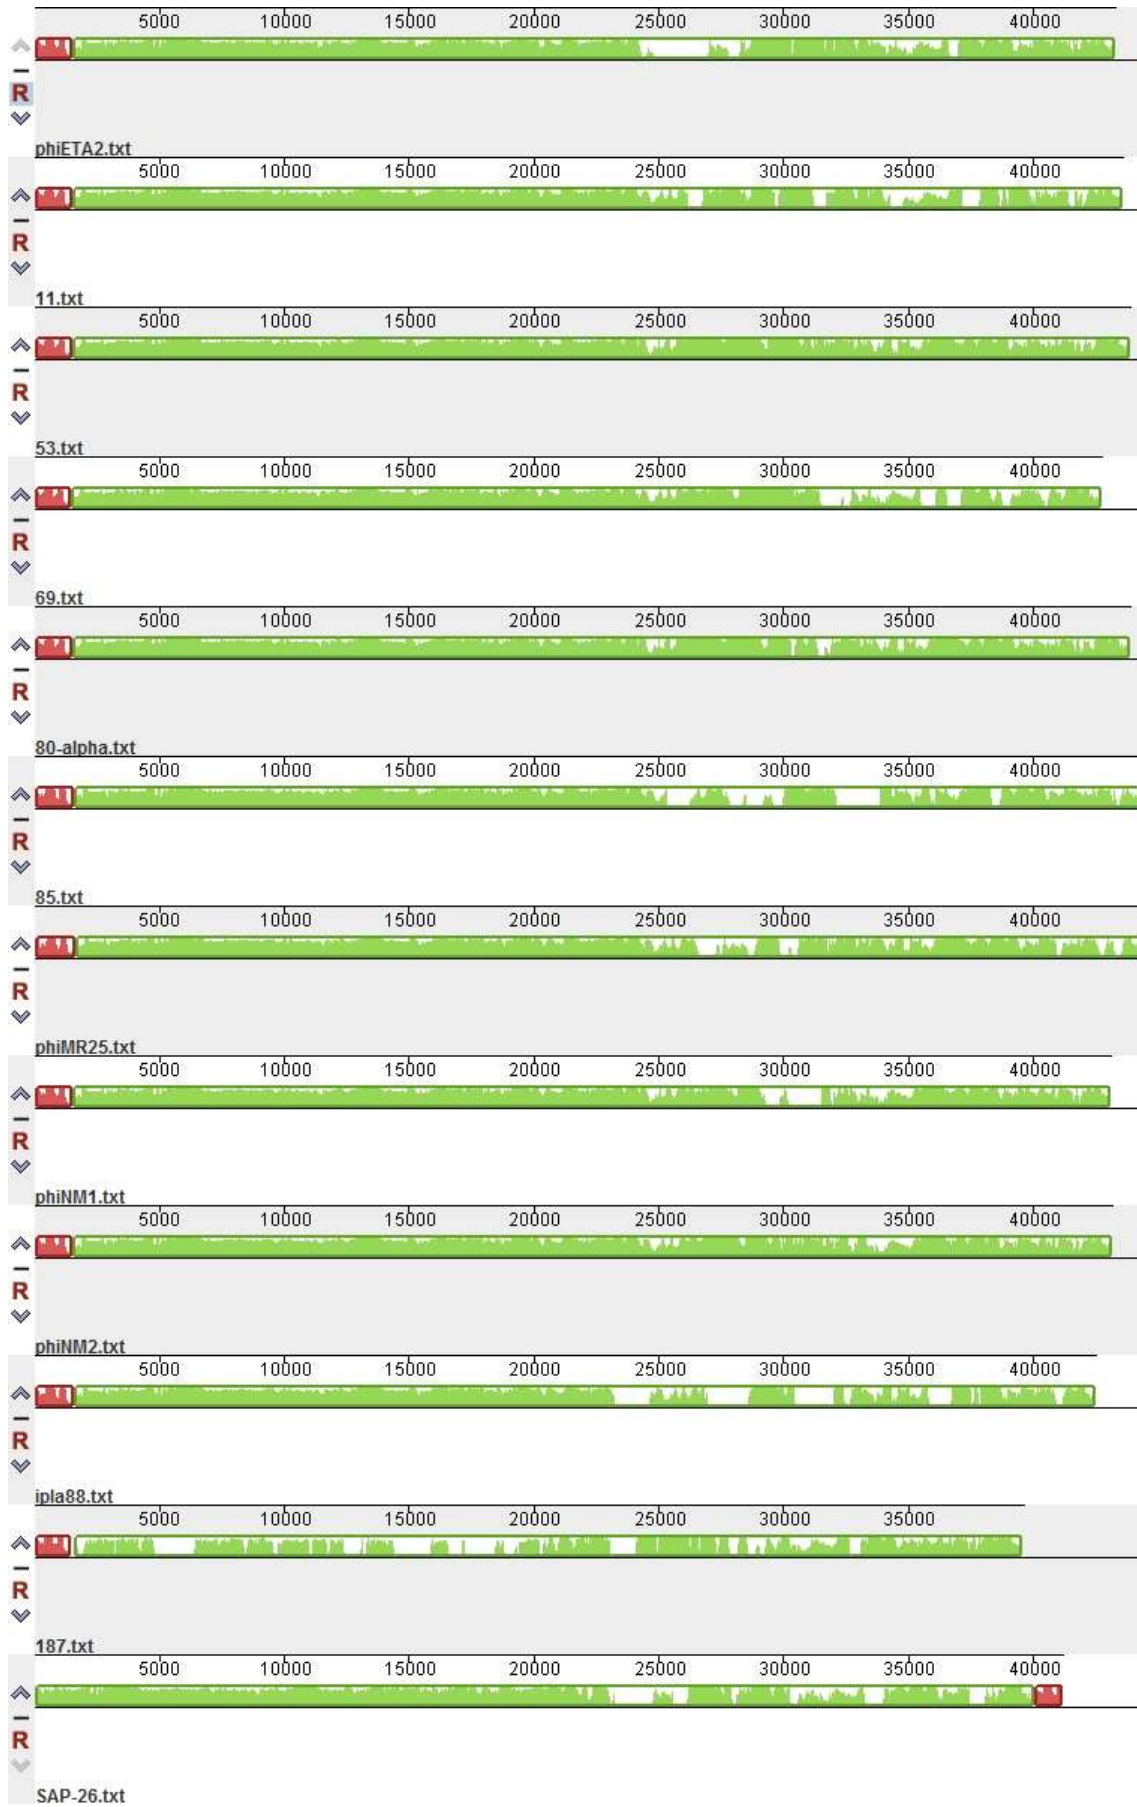 5000 10000 15000 20000 25000 30000 35000 40000
R
phiETA2.txt
5000 10000 15000 20000 25000 30000 35000 40000
R
11.txt
5000 10000 15000 20000 25000 30000 35000 40000
R
53.txt
5000 10000 15000 20000 25000 30000 35000 40000
R
69.txt
5000 10000 15000 20000 25000 30000 35000 40000
R
80-alpha.txt
5000 10000 15000 20000 25000 30000 35000 40000
R
85.txt
5000 10000 15000 20000 25000 30000 35000 40000
R
phiMR25.txt
5000 10000 15000 20000 25000 30000 35000 40000
R
phiNM1.txt
5000 10000 15000 20000 25000 30000 35000 40000
R
phiNM2.txt
5000 10000 15000 20000 25000 30000 35000 40000
R
ipla88.txt
5000 10000 15000 20000 25000 30000 35000
R
187.txt
5000 10000 15000 20000 25000 30000 35000 40000
R
SAP-26.txt